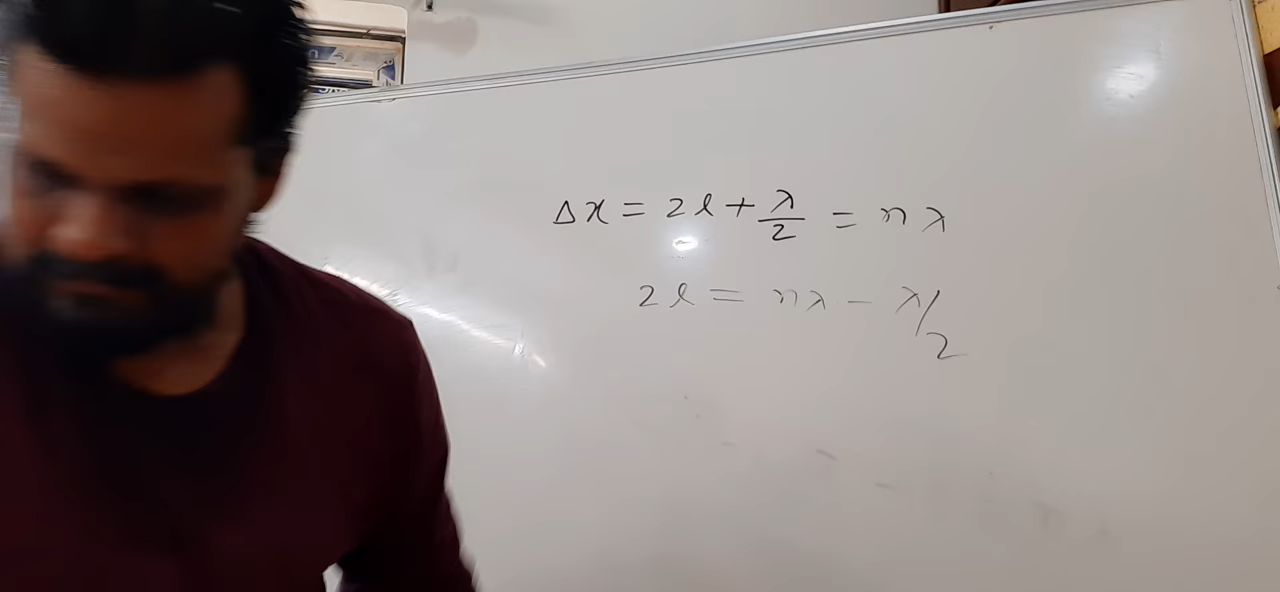 Δx = 2l + λ/2 = nλ
2l = nλ - λ/2